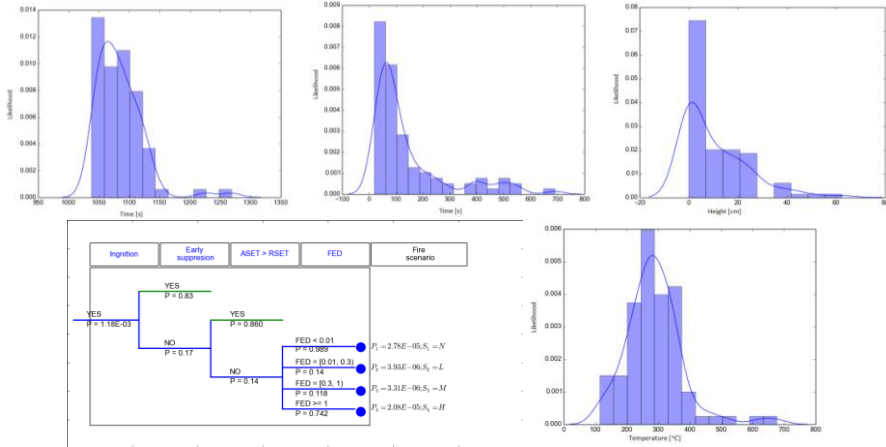 0.014
0.012
0.010
0.008
0.006
0.004
0.002
0.000
Likelihood
950 1000 1050 1100 1150 1200 1250 1300 1350
Time [s]
0.009
0.008
0.007
0.006
0.005
0.004
0.003
0.002
0.001
0.000
Likelihood
-100 0 100 200 300 400 500 600 700 800
Time [s]
0.08
0.07
0.06
0.05
0.04
0.03
0.02
0.01
0.00
Likelihood
-20 0 20 40 60 80
Height [cm]
Ingnition
Early
suppresion
ASET > RSET
FED
Fire
scenario
YES
P = 1.18E-03
YES
P = 0.83
NO
P = 0.17
YES
P = 0.860
NO
P = 0.14
FED < 0.01
P = 0.989
P₁ = 2.78E−05; S₁ = N
FED = [0.01, 0.3)
P = 0.14
P₂ = 3.93E−06; S₂ = L
FED = [0.3, 1)
P = 0.118
P₃ = 3.31E−06; S₃ = M
FED >= 1
P = 0.742
P₄ = 2.08E−05; S₄ = H
0.006
0.005
0.004
0.003
0.002
0.001
0.000
Likelihood
0 100 200 300 400 500 600 700 800
Temperature [°C]